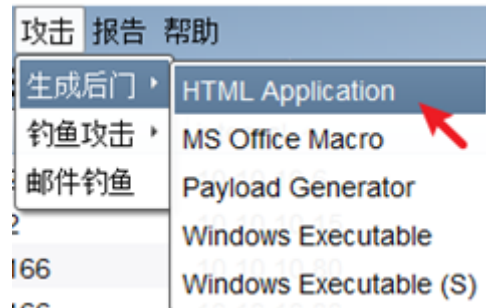 攻击 报告 帮助
生成后门
HTML Application
钓鱼攻击
MS Office Macro
邮件钓鱼
Payload Generator
Windows Executable
166
Windows Executable (S)